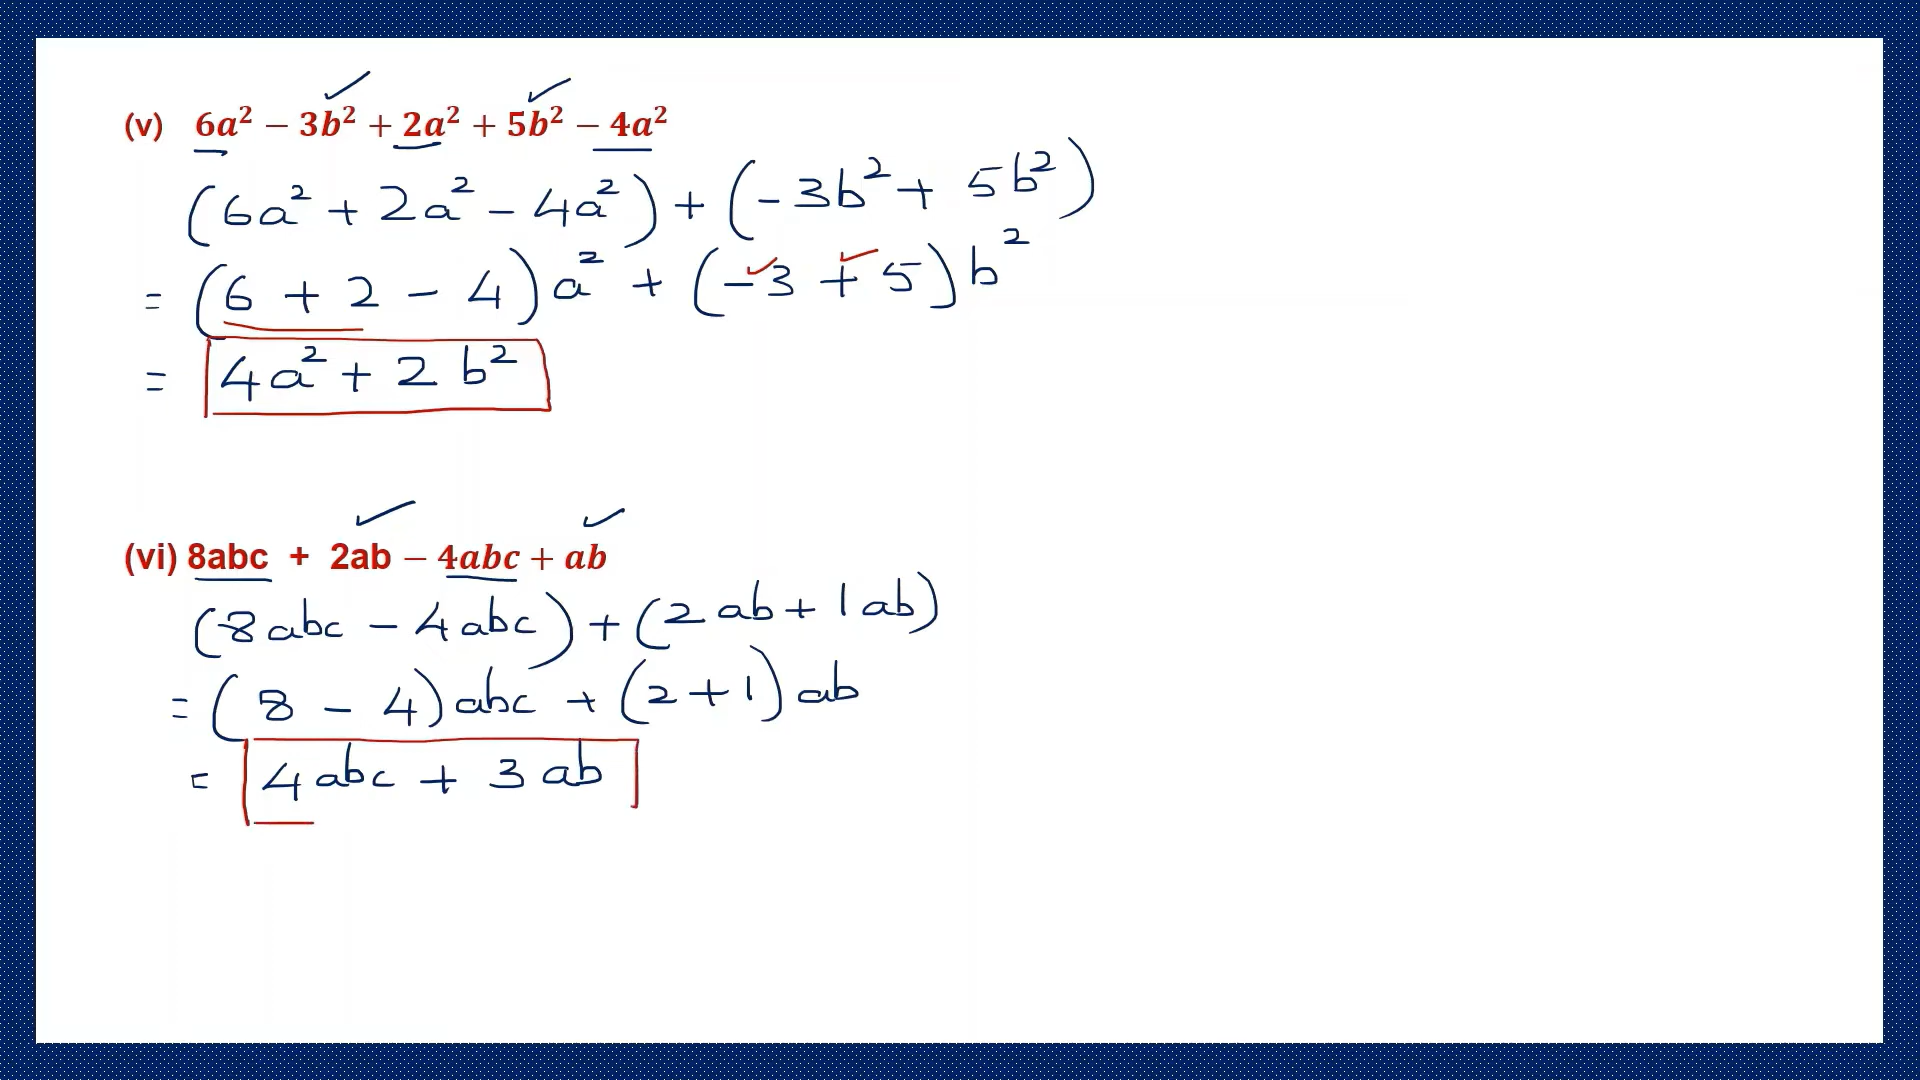 (v) 6a² − 3b² + 2a² + 5b² − 4a²
(6a² + 2a² − 4a²) + (−3b² + 5b²)
= (6 + 2 − 4)a² + (−3 + 5)b²
= 4a² + 2b²
(vi) 8abc + 2ab − 4abc + ab
(8abc − 4abc) + (2ab + 1ab)
= (8 − 4)abc + (2+1)ab
= 4abc + 3ab